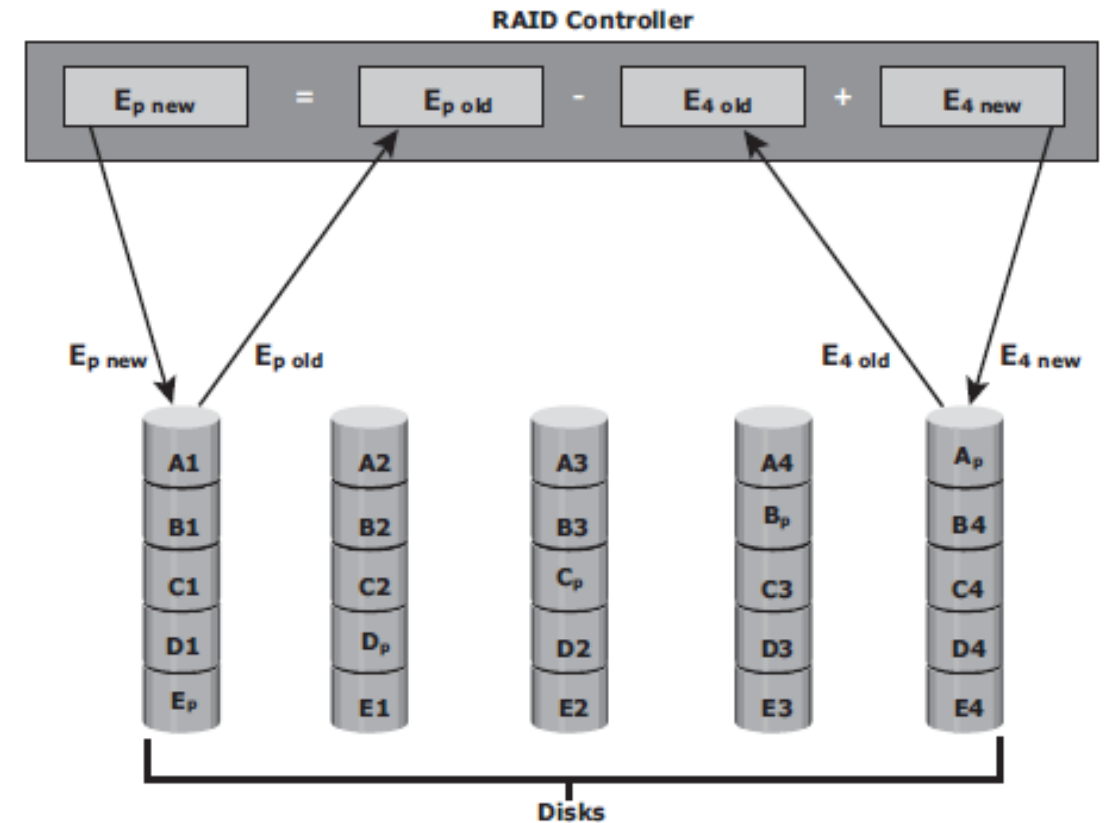 RAID Controller
Ep new = Ep old - E4 old + E4 new
Ep new Ep old E4 old E4 new
A1 A2 A3 A4 Ap
B1 B2 B3 Bp B4
C1 C2 Cp C3 C4
D1 Dp D2 D3 D4
Ep E1 E2 E3 E4
Disks